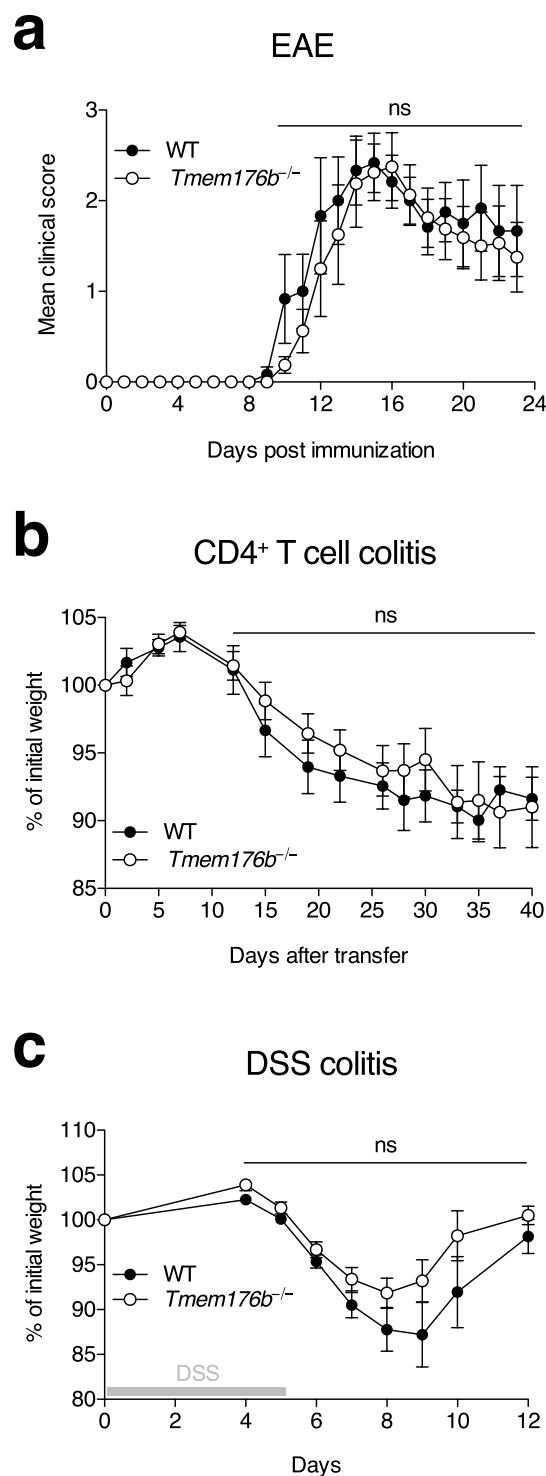 a
EAE
3
2
1
0
ns
WT
Tmem176b–/–
Mean clinical score
0 4 8 12 16 20 24
Days post immunization
b
CD4+ T cell colitis
105
100
95
90
85
ns
WT
Tmem176b–/–
% of initial weight
0 5 10 15 20 25 30 35 40
Days after transfer
c
DSS colitis
110
105
100
95
90
85
80
ns
WT
Tmem176b–/–
% of initial weight
DSS
0 2 4 6 8 10 12
Days